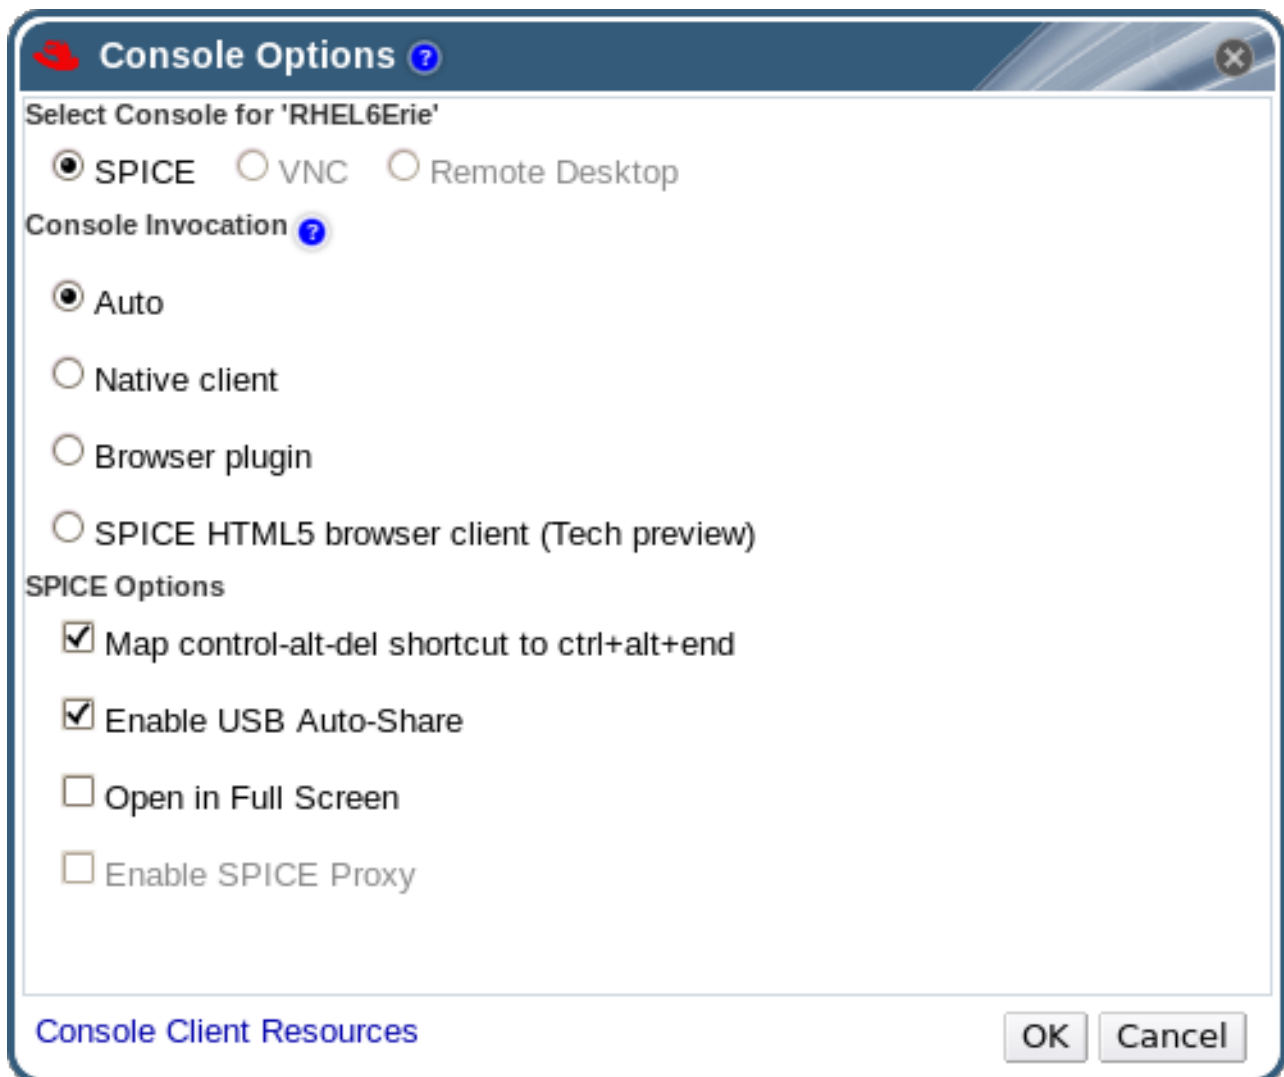 Console Options ?
Select Console for 'RHEL6Erie'
SPICE VNC Remote Desktop
Console Invocation ?
Auto
Native client
Browser plugin
SPICE HTML5 browser client (Tech preview)
SPICE Options
Map control-alt-del shortcut to ctrl+alt+end
Enable USB Auto-Share
Open in Full Screen
Enable SPICE Proxy
Console Client Resources OK Cancel